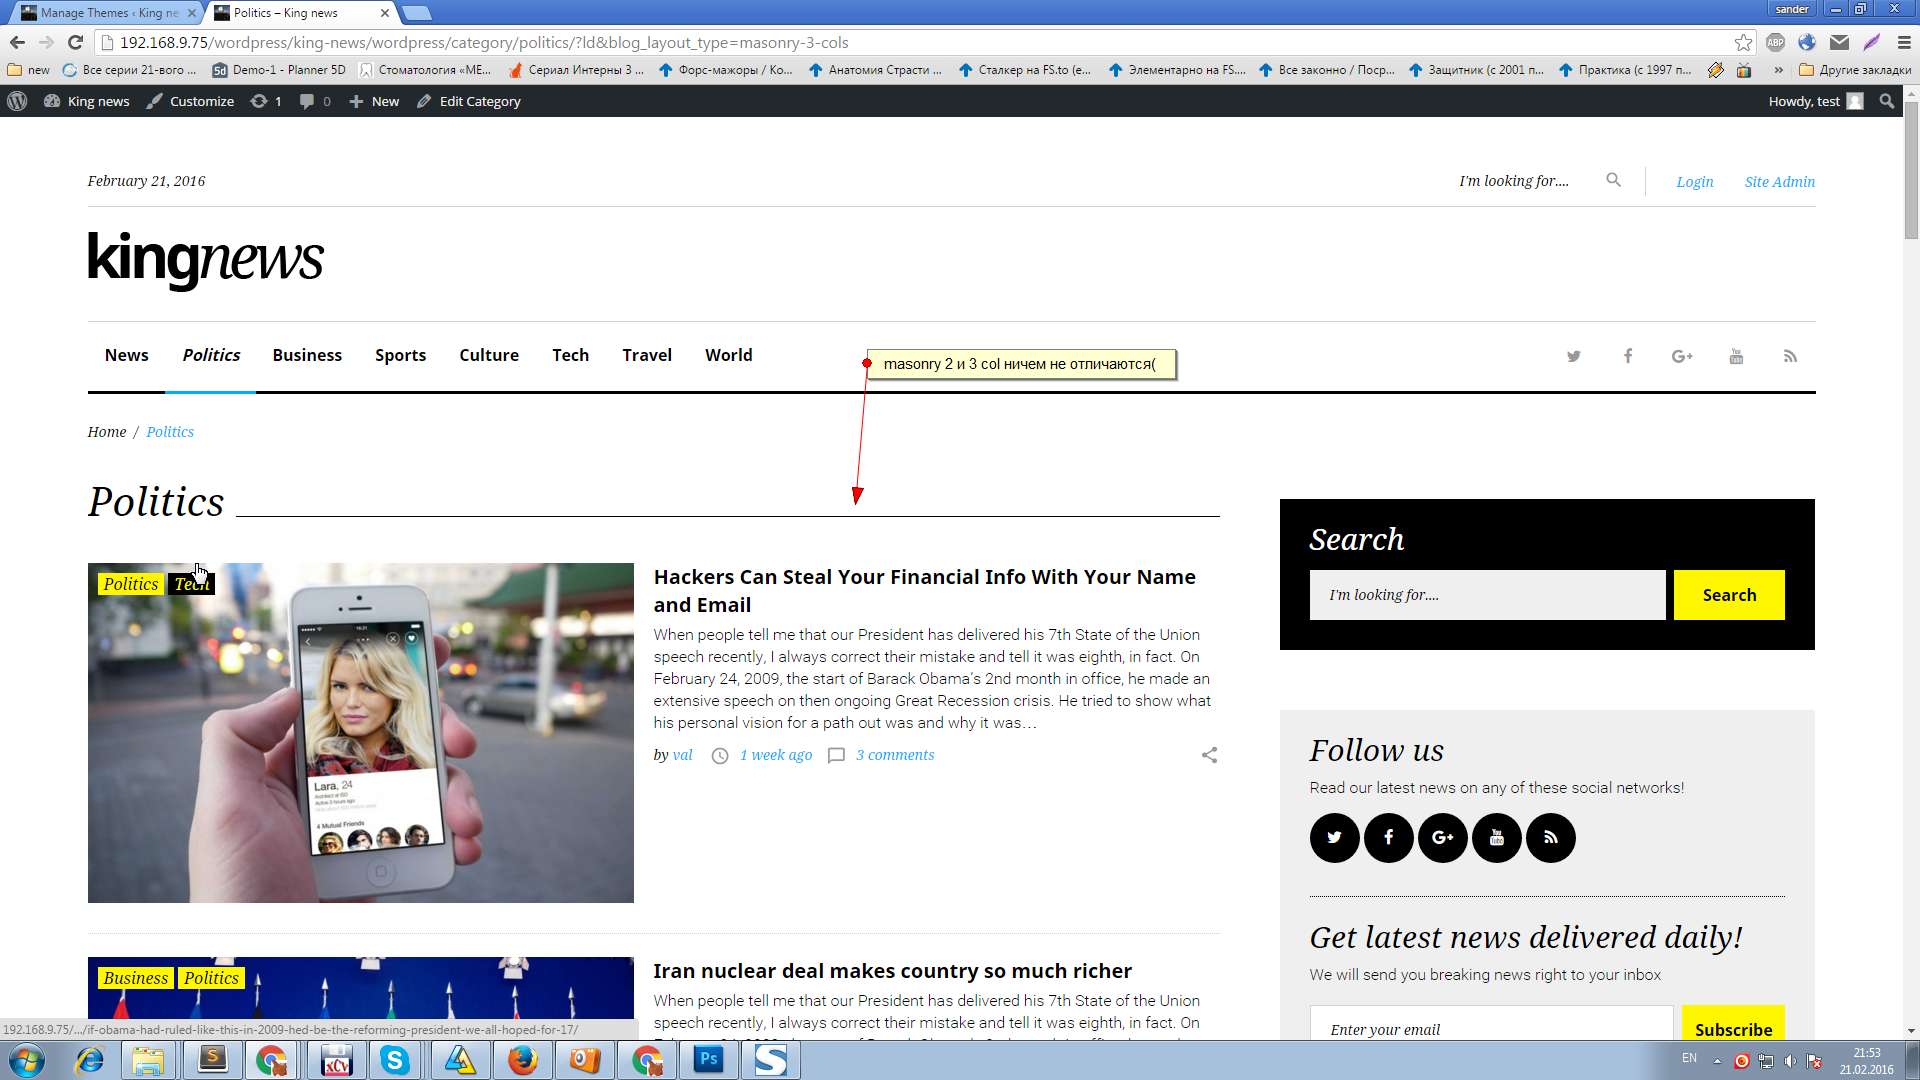 Manage Themes ‹ King ne
Politics – King news
sander
192.168.9.75/wordpress/king-news/wordpress/category/politics/?ld&blog_layout_type=masonry-3-cols
ABP
new
Все серии 21-вого ...
5d
Demo-1 - Planner 5D
Стоматология «МЕ...
Сериал Интерны 3 ...
Форс-мажоры / Ко...
Анатомия Страсти ...
Сталкер на FS.to (е...
Элементарно на FS....
Все законно / Поср...
Защитник (с 2001 п...
Практика (с 1997 п...
»
Другие закладки
King news
Customize
1
0
New
Edit Category
Howdy, test
February 21, 2016
I'm looking for....
Login
Site Admin
kingnews
News
Politics
Business
Sports
Culture
Tech
Travel
World
masonry 2 и 3 col ничем не отличаются(
Home / Politics
Politics
Politics
Tech
Lara, 24
4 Mutual Friends
Hackers Can Steal Your Financial Info With Your Name
and Email
When people tell me that our President has delivered his 7th State of the Union
speech recently, I always correct their mistake and tell it was eighth, in fact. On
February 24, 2009, the start of Barack Obama's 2nd month in office, he made an
extensive speech on then ongoing Great Recession crisis. He tried to show what
his personal vision for a path out was and why it was…
by val
1 week ago
3 comments
Search
I'm looking for....
Search
Follow us
Read our latest news on any of these social networks!
Get latest news delivered daily!
We will send you breaking news right to your inbox
Enter your email
Subscribe
Business
Politics
Iran nuclear deal makes country so much richer
When people tell me that our President has delivered his 7th State of the Union
speech recently, I always correct their mistake and tell it was eighth, in fact. On
192.168.9.75/.../if-obama-had-ruled-like-this-in-2009-hed-be-the-reforming-president-we-all-hoped-for-17/
xCv
Ps
EN
21:53
21.02.2016